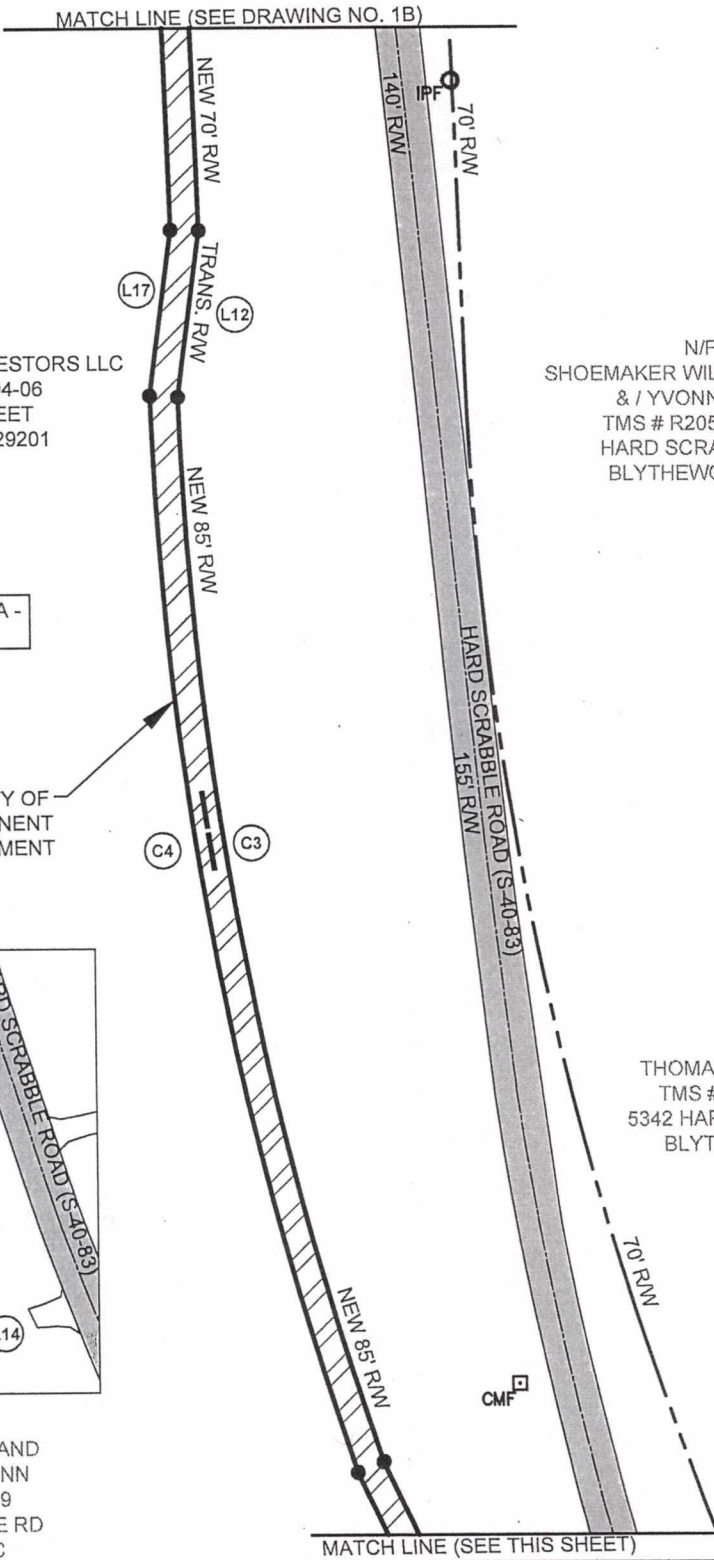 MATCH LINE (SEE DRAWING NO. 1B)
NEW 70' R/W
140' R/W
IPF
70' R/W
L17
TRANS. R/W
L12
ESTORS LLC
04-06
EET
29201
N/F
SHOEMAKER WIL
& / YVONN
TMS # R205
HARD SCRA
BLYTHEWO
NEW 85' R/W
A -
HARD SCRABBLE ROAD (S-40-83)
155' R/W
Y OF
NENT
MENT
C4
C3
RD SCRABBLE ROAD (S-40-83)
14
THOMA
TMS #
5342 HAR
BLYT
70' R/W
NEW 85' R/W
CMF
AND
NN
9
E RD
C
MATCH LINE (SEE THIS SHEET)